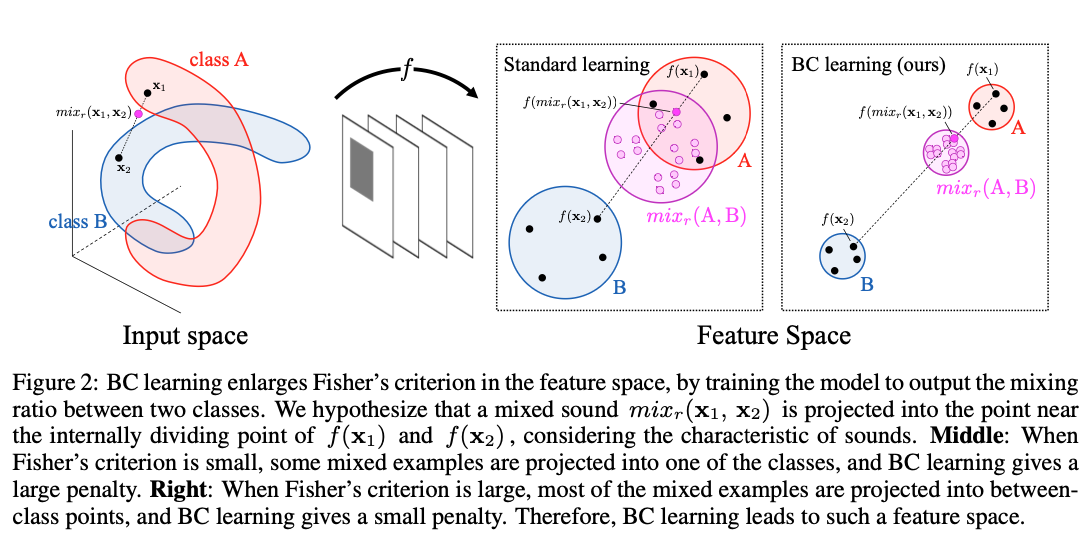 class A
x₁
mixᵣ(x₁, x₂)
x₂
class B
Input space
f
Standard learning
f(x₁)
f(mixᵣ(x₁, x₂))
A
mixᵣ(A, B)
f(x₂)
B
BC learning (ours)
f(x₁)
f(mixᵣ(x₁, x₂))
A
mixᵣ(A, B)
f(x₂)
B
Feature Space
Figure 2: BC learning enlarges Fisher's criterion in the feature space, by training the model to output the mixing
ratio between two classes. We hypothesize that a mixed sound mixᵣ(x₁, x₂) is projected into the point near
the internally dividing point of f(x₁) and f(x₂), considering the characteristic of sounds. Middle: When
Fisher's criterion is small, some mixed examples are projected into one of the classes, and BC learning gives a
large penalty. Right: When Fisher's criterion is large, most of the mixed examples are projected into between-
class points, and BC learning gives a small penalty. Therefore, BC learning leads to such a feature space.